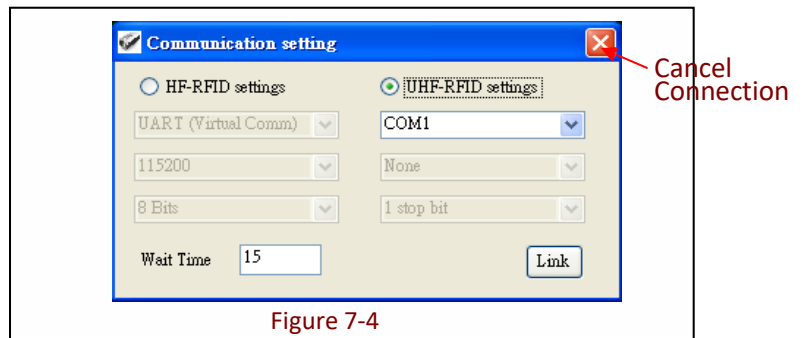 Communication setting
HF-RFID settings
UHF-RFID settings
Cancel
Connection
UART (Virtual Comm)
COM1
115200
None
8 Bits
1 stop bit
Wait Time
15
Link
Figure 7-4